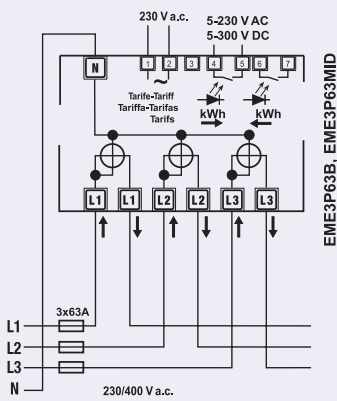 230 V a.c.
5-230 V AC
5-300 V DC
N
1 2 3 4 5 6 7
~
Tarife-Tariff
Tariffa-Tarifas
Tarifs
kWh kWh
L1 L1 L2 L2 L3 L3
EME3P63B, EME3P63MID
3x63A
L1
L2
L3
N
230/400 V a.c.